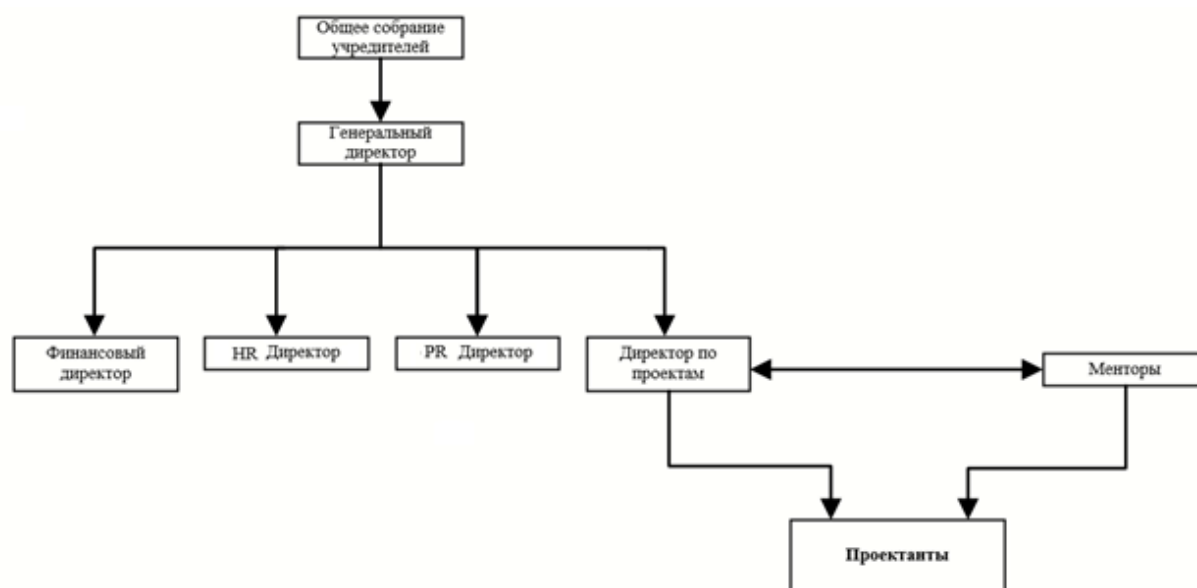 Общее собрание
учредителей
Генеральный
директор
Финансовый
директор
HR Директор
PR Директор
Директор по
проектам
Менторы
Проектанты